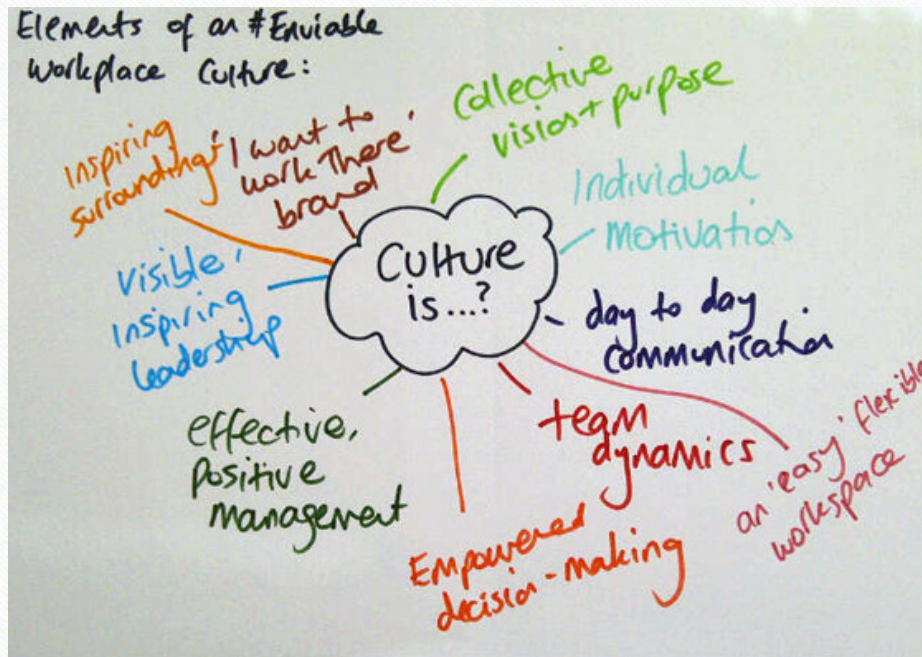 Elements of an #Enviable
Workplace Culture:
Collective
vision + purpose
Individual
Motivation
day to day
communication
an 'easy' flexible
workspace
team
dynamics
Empowered
decision-making
effective,
positive
management
visible,
inspiring
leadership
inspiring
surroundings
'I want to
work there'
brand
Culture
is...?